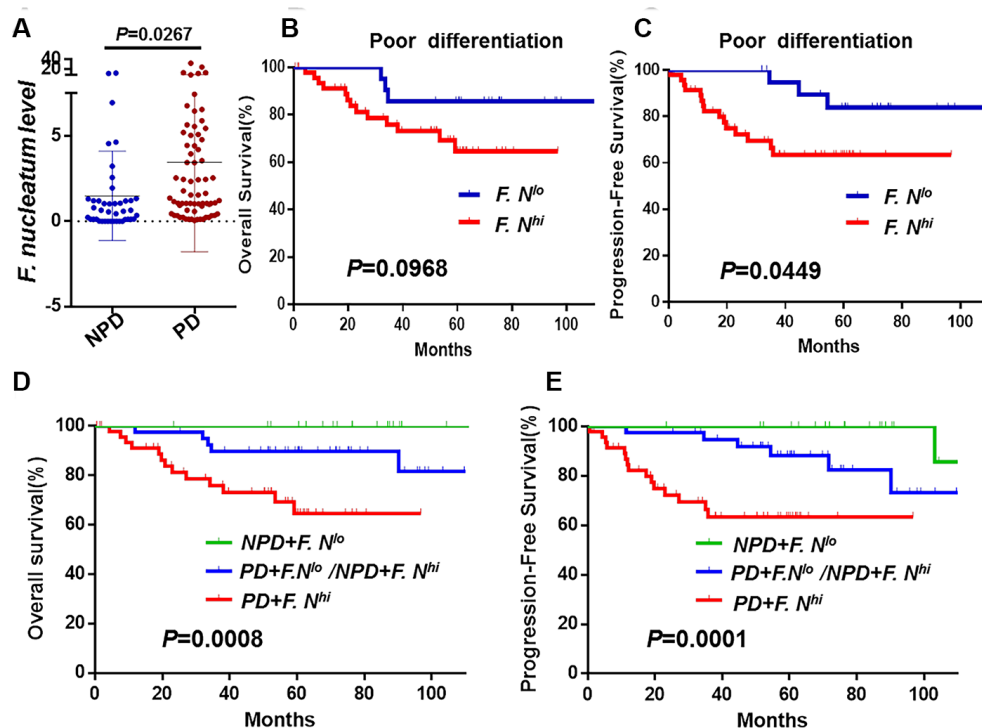 A
P=0.0267
F. nucleatum level
40
20
5
0
-5
NPD
PD
B
Poor differentiation
Overall Survival(%)
100
80
60
40
80
0
F. Nlo
F. Nhi
P=0.0968
0 20 40 60 80 100
Months
C
Poor differentiation
Progression-Free Survival(%)
100
80
60
40
80
0
F. Nlo
F. Nhi
P=0.0449
0 20 40 60 80 100
Months
D
Overall survival(%)
100
80
60
40
80
0
NPD+F. Nlo
PD+F.Nlo /NPD+F. Nhi
PD+F. Nhi
P=0.0008
0 20 40 60 80 100
Months
E
Progression-Free Survival(%)
100
80
60
40
80
0
NPD+F. Nlo
PD+F.Nlo /NPD+F. Nhi
PD+F. Nhi
P=0.0001
0 20 40 60 80 100
Months